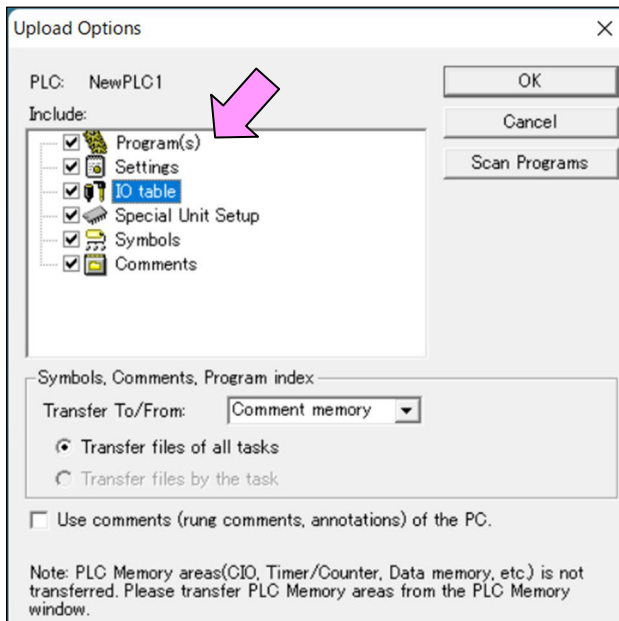 Upload Options
PLC: NewPLC1
OK
Include:
Cancel
Program(s)
Scan Programs
Settings
IO table
Special Unit Setup
Symbols
Comments
Symbols, Comments, Program index
Transfer To/From: Comment memory
Transfer files of all tasks
Transfer files by the task
Use comments (rung comments, annotations) of the PC.
Note: PLC Memory areas(CIO, Timer/Counter, Data memory, etc.) is not
transferred. Please transfer PLC Memory areas from the PLC Memory
window.